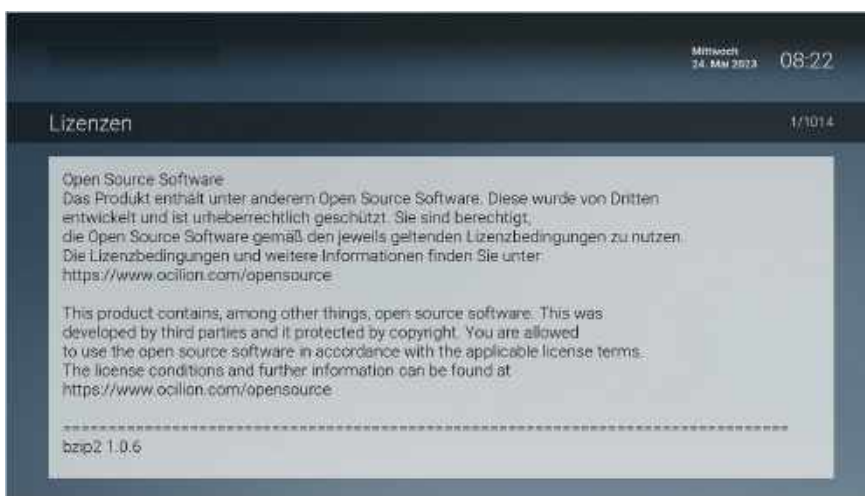 Mittwoch
24. Mai 2023
08:22
Lizenzen
1/1014
Open Source Software
Das Produkt enthält unter anderem Open Source Software. Diese wurde von Dritten
entwickelt und ist urheberrechtlich geschützt. Sie sind berechtigt,
die Open Source Software gemäß den jeweils geltenden Lizenzbedingungen zu nutzen.
Die Lizenzbedingungen und weitere Informationen finden Sie unter
https://www.ocilion.com/opensource
This product contains, among other things, open source software. This was
developed by third parties and it protected by copyright. You are allowed
to use the open source software in accordance with the applicable license terms.
The license conditions and further information can be found at
https://www.ocilion.com/opensource
================================================================================
bzip2 1.0.6